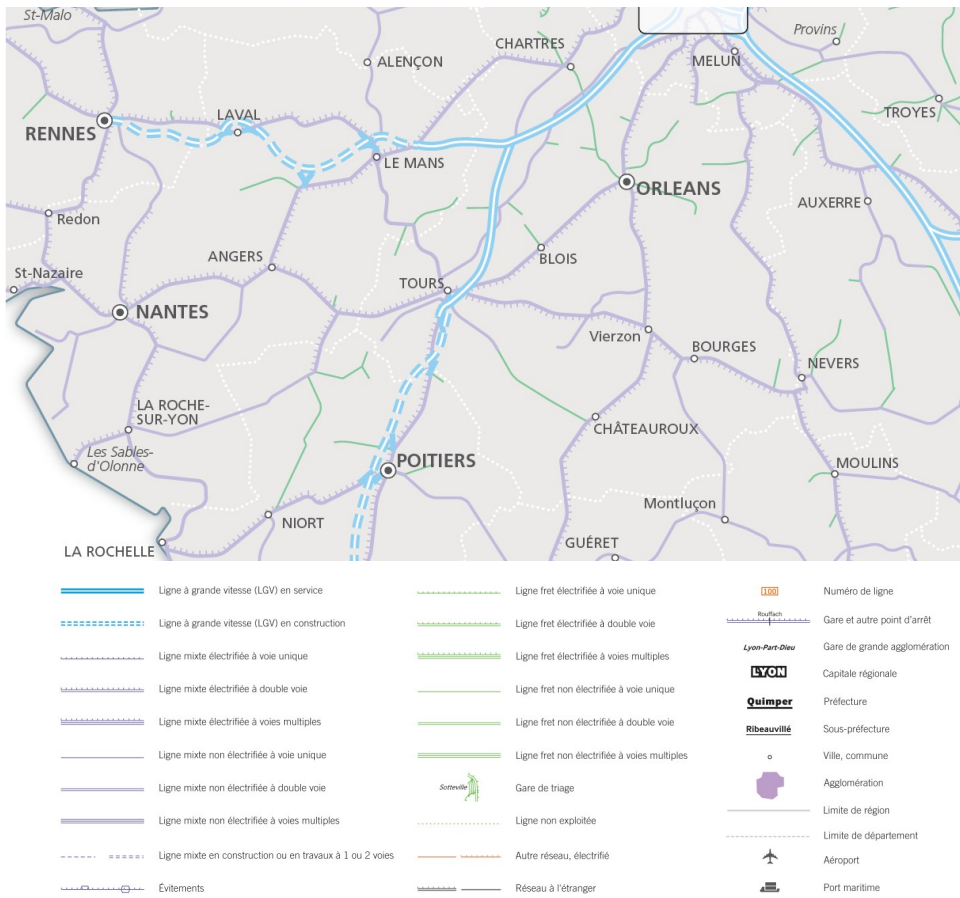 St-Malo
Provins
CHARTRES
ALENÇON
MELUN
TROYES
LAVAL
RENNES
LE MANS
ORLEANS
AUXERRE
Redon
ANGERS
BLOIS
St-Nazaire
TOURS
NANTES
Vierzon
BOURGES
NEVERS
LA ROCHE-
SUR-YON
CHÂTEAUROUX
Les Sables-
d'Olonne
POITIERS
MOULINS
Montluçon
NIORT
GUÉRET
LA ROCHELLE
Ligne à grande vitesse (LGV) en service
Ligne à grande vitesse (LGV) en construction
Ligne mixte électrifiée à voie unique
Ligne mixte électrifiée à double voie
Ligne mixte électrifiée à voies multiples
Ligne mixte non électrifiée à voie unique
Ligne mixte non électrifiée à double voie
Ligne mixte non électrifiée à voies multiples
Ligne mixte en construction ou en travaux à 1 ou 2 voies
Évitements
Ligne fret électrifiée à voie unique
Ligne fret électrifiée à double voie
Ligne fret électrifiée à voies multiples
Ligne fret non électrifiée à voie unique
Ligne fret non électrifiée à double voie
Ligne fret non électrifiée à voies multiples
Sotteville Gare de triage
Ligne non exploitée
Autre réseau, électrifié
Réseau à l'étranger
100 Numéro de ligne
Rouffach Gare et autre point d'arrêt
Lyon-Part-Dieu Gare de grande agglomération
LYON Capitale régionale
Quimper Préfecture
Ribeauvillé Sous-préfecture
Ville, commune
Agglomération
Limite de région
Limite de département
Aéroport
Port maritime